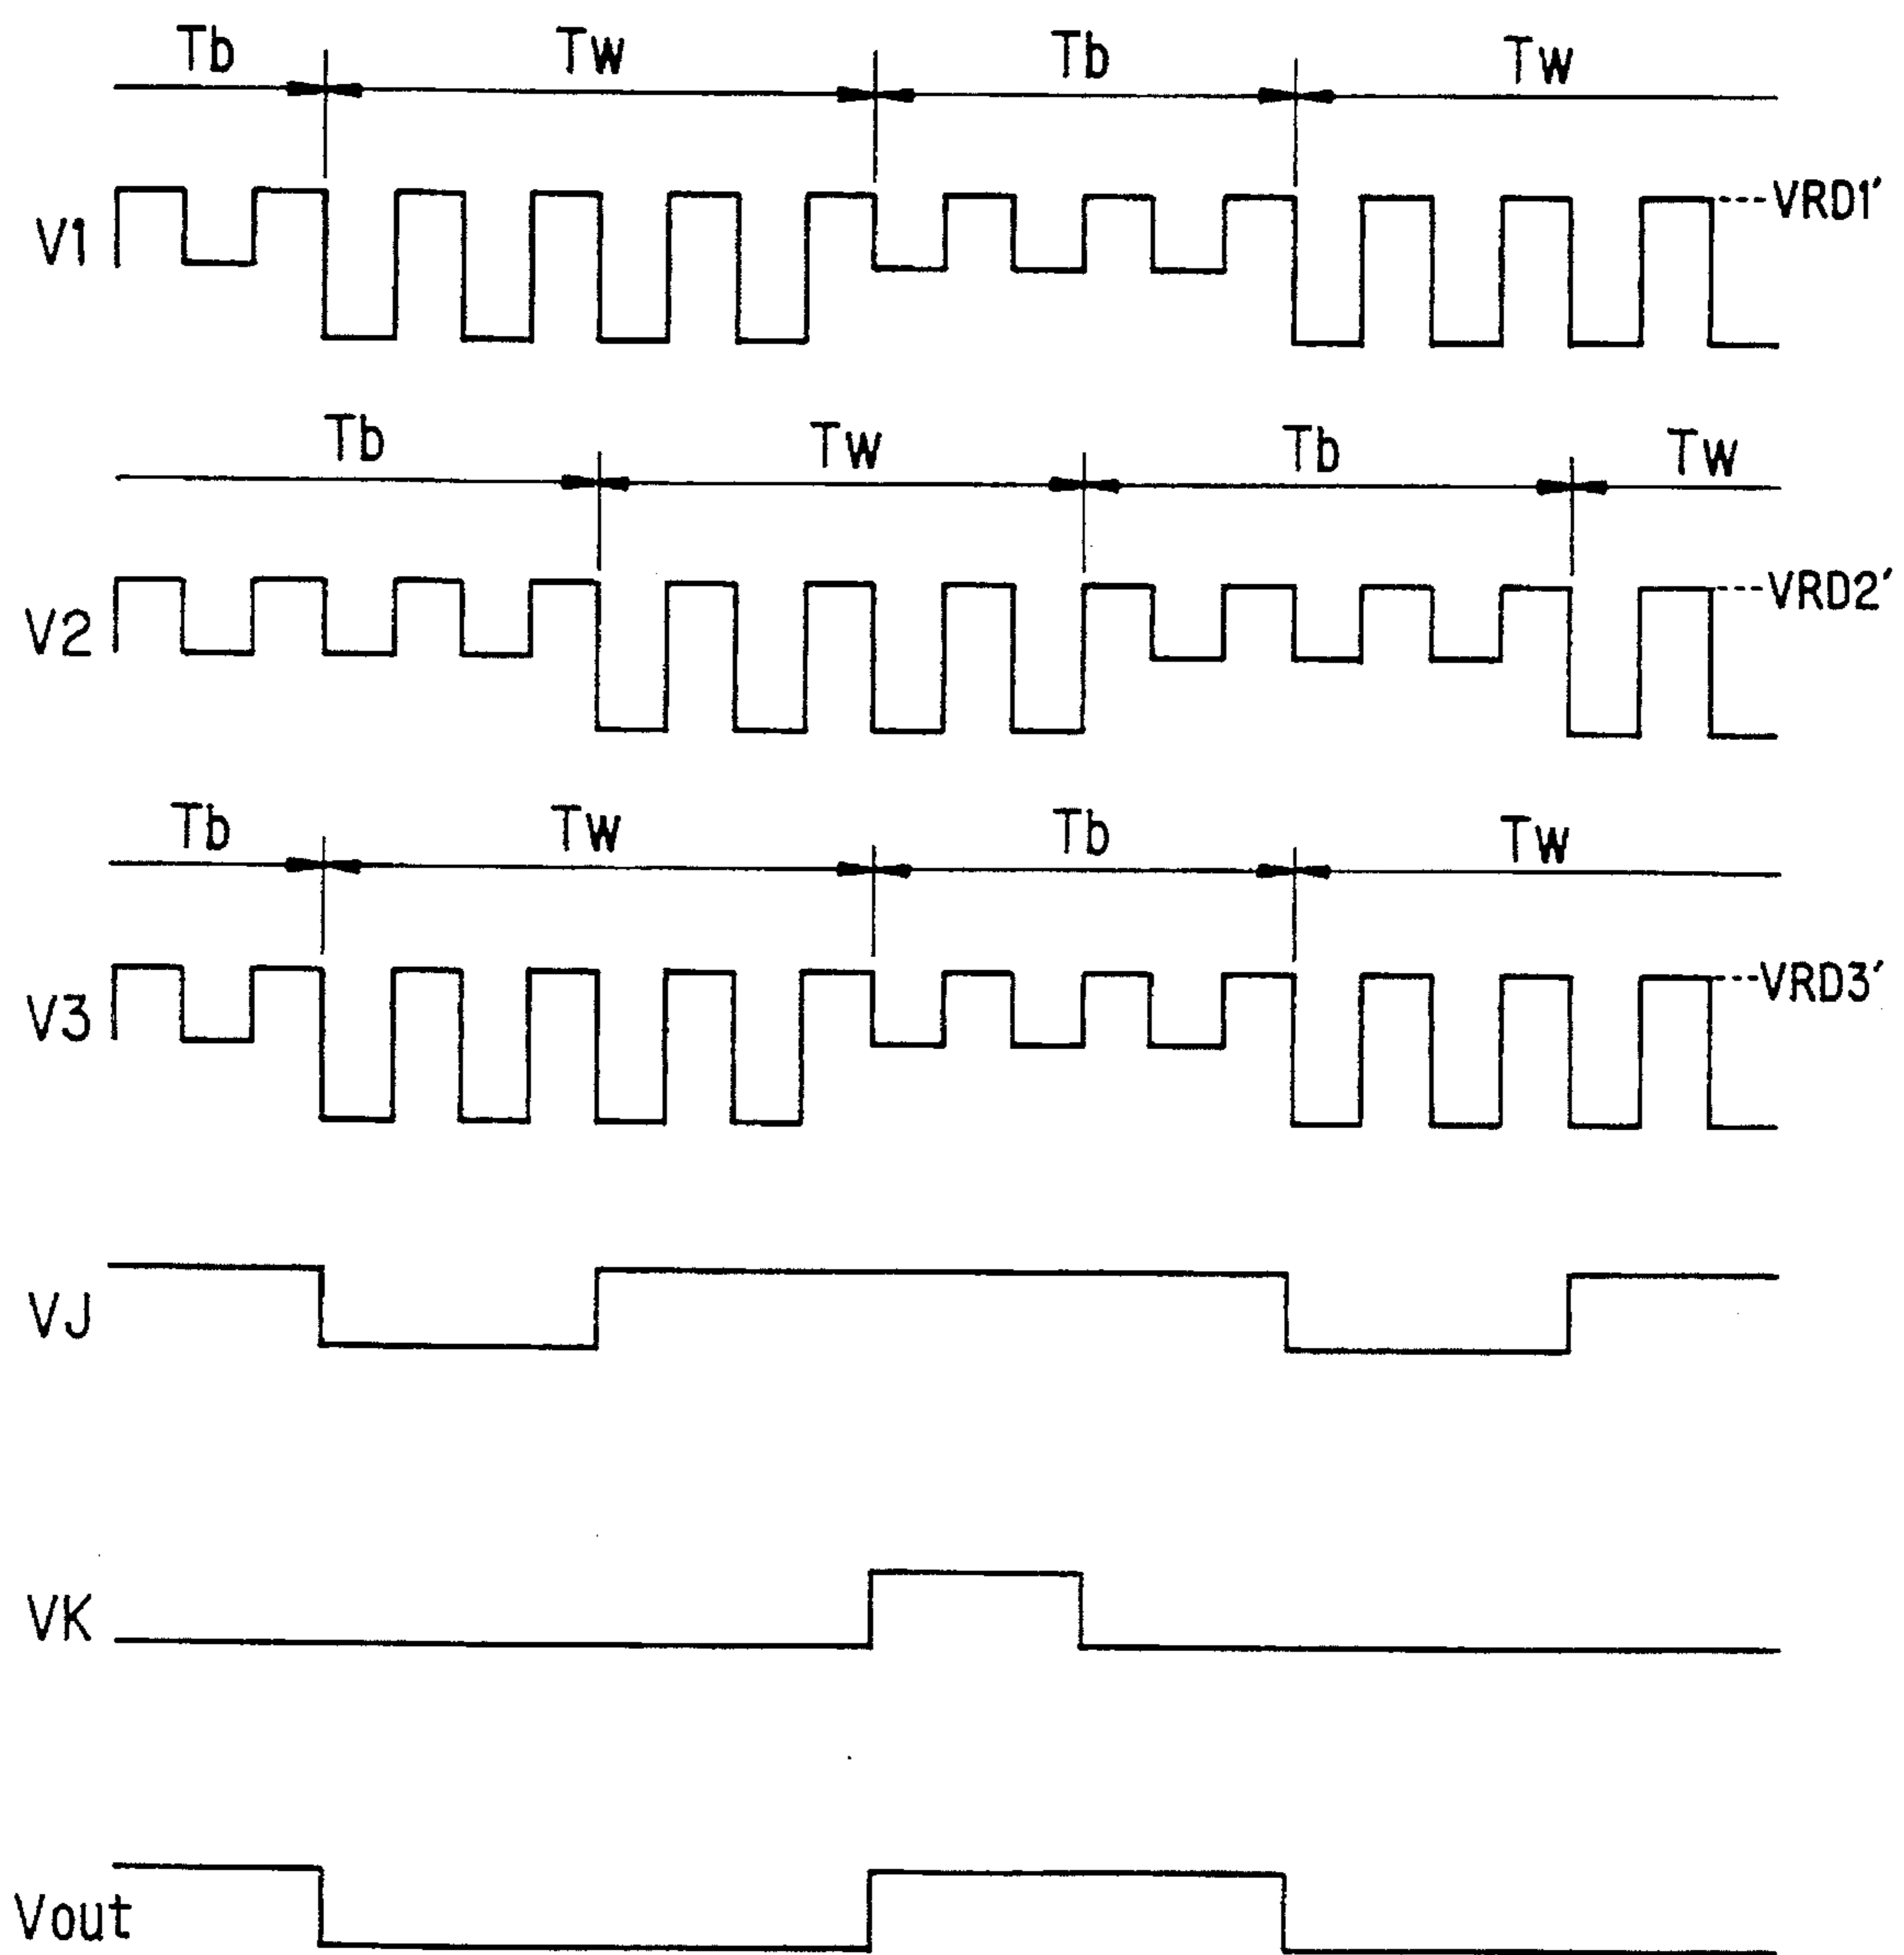 Tb Tw Tb Tw
V1 VRD1'
Tb Tw Tb Tw
V2 VRD2'
Tb Tw Tb Tw
V3 VRD3'
VJ
VK
Vout